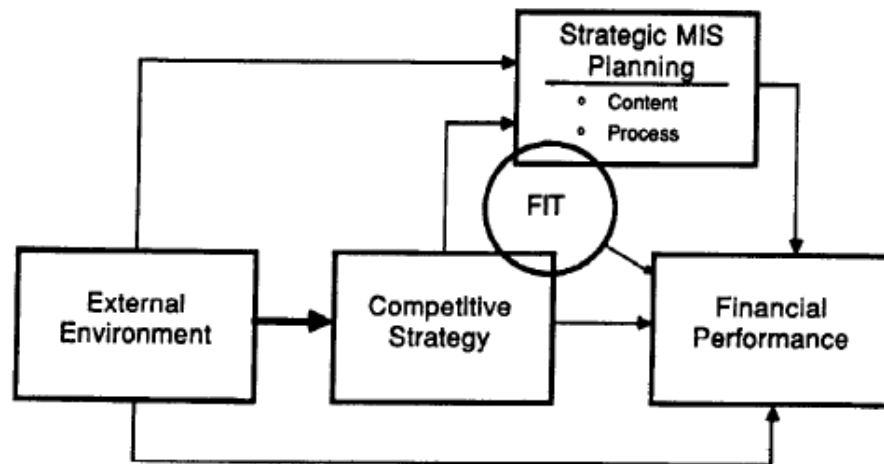 Strategic MIS
Planning
° Content
° Process
FIT
External
Environment
Competitive
Strategy
Financial
Performance